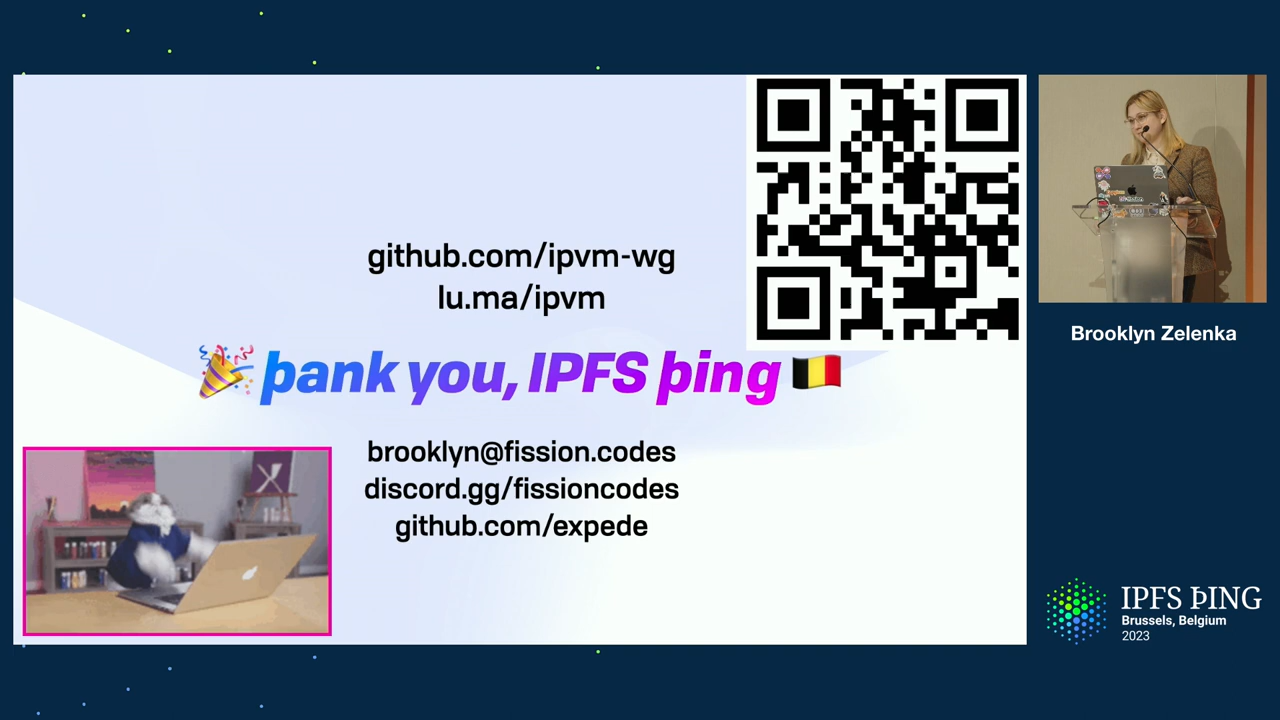 github.com/ipvm-wg
lu.ma/ipvm
🎉 þank you, IPFS þing 🇧🇪
brooklyn@fission.codes
discord.gg/fissioncodes
github.com/expede
Brooklyn Zelenka
IPFS ÞING
Brussels, Belgium
2023